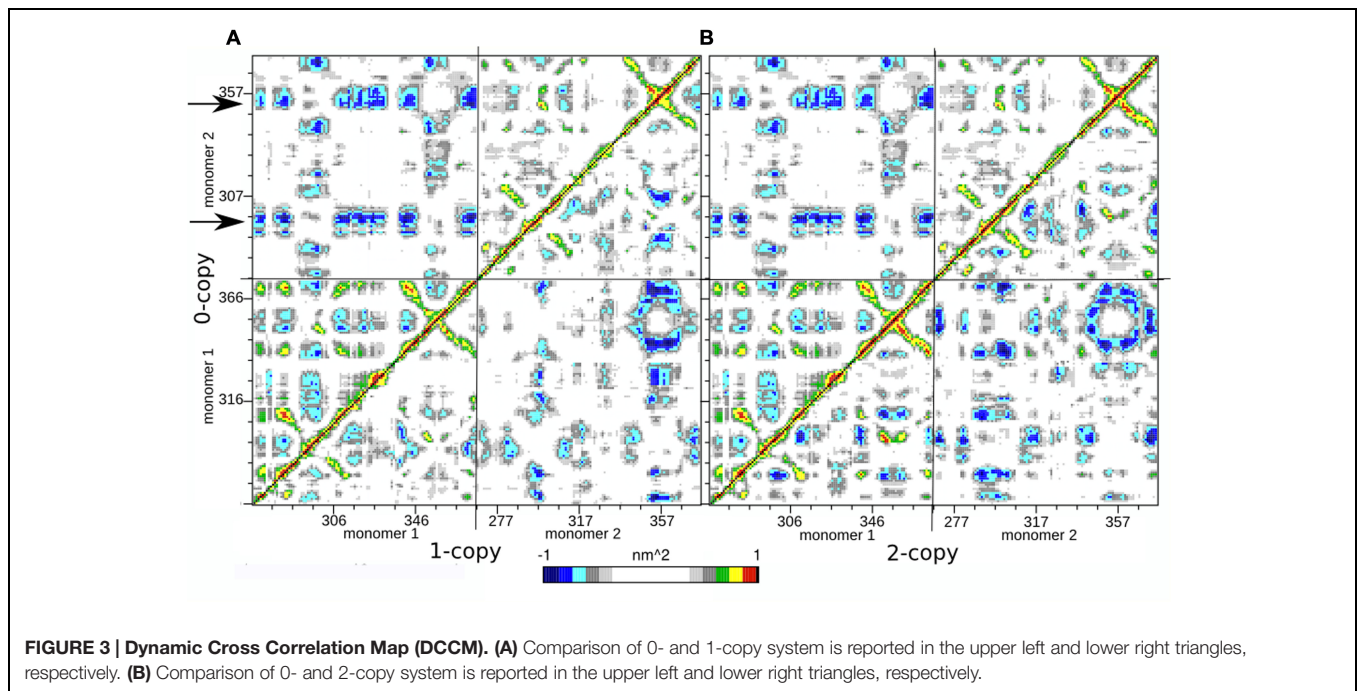 A
B
357
307
366
316
monomer 2
0-copy
monomer 1
306 346 277 317 357
306 346 277 317 357
monomer 1 monomer 2
monomer 1 monomer 2
1-copy
2-copy
-1 nm^2 1
FIGURE 3 | Dynamic Cross Correlation Map (DCCM). (A) Comparison of 0- and 1-copy system is reported in the upper left and lower right triangles,
respectively. (B) Comparison of 0- and 2-copy system is reported in the upper left and lower right triangles, respectively.